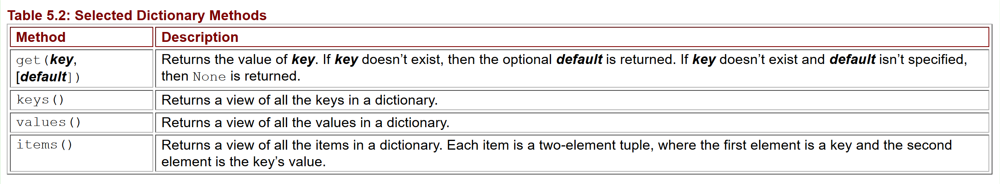 Table 5.2: Selected Dictionary Methods
Method
Description
get(key,
[default])
Returns the value of key. If key doesn’t exist, then the optional default is returned. If key doesn’t exist and default isn’t specified,
then None is returned.
keys()
Returns a view of all the keys in a dictionary.
values()
Returns a view of all the values in a dictionary.
items()
Returns a view of all the items in a dictionary. Each item is a two-element tuple, where the first element is a key and the second
element is the key’s value.